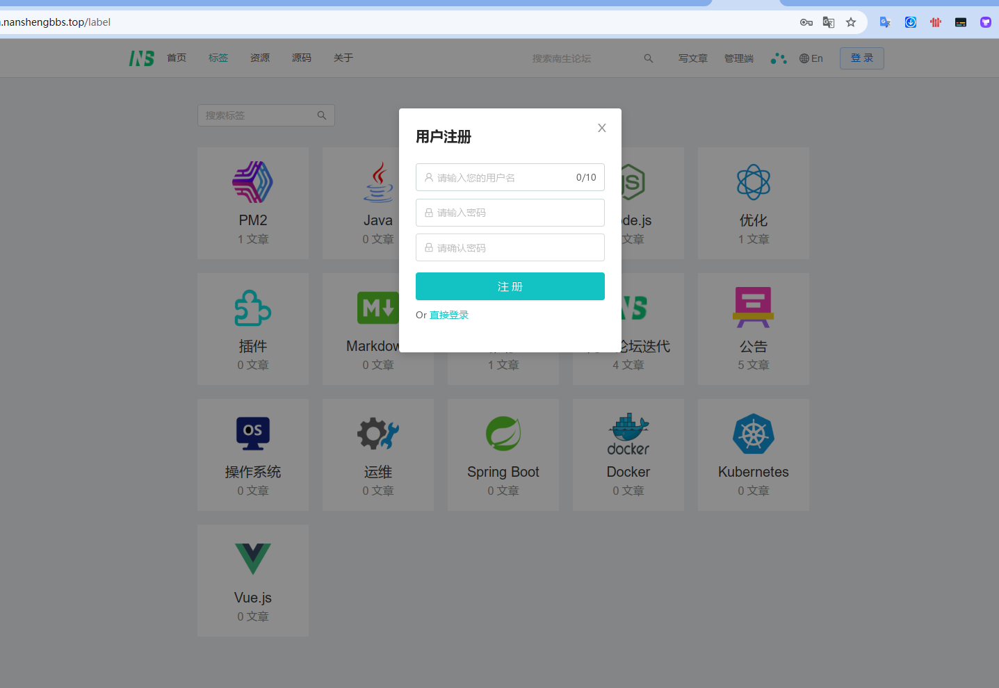 .nanshengbbs.top/label
首页 标签 资源 源码 关于 搜索南生论坛 写文章 管理端 En 登 录
搜索标签
用户注册
请输入您的用户名 0/10
请输入密码
请确认密码
注 册
Or 直接登录
PM2
1 文章
Java
0 文章
de.js
文章
优化
1 文章
插件
0 文章
Markdow
0 文章
1 文章
论坛迭代
4 文章
公告
5 文章
OS
操作系统
0 文章
运维
0 文章
Spring Boot
0 文章
docker
Docker
0 文章
Kubernetes
0 文章
Vue.js
0 文章